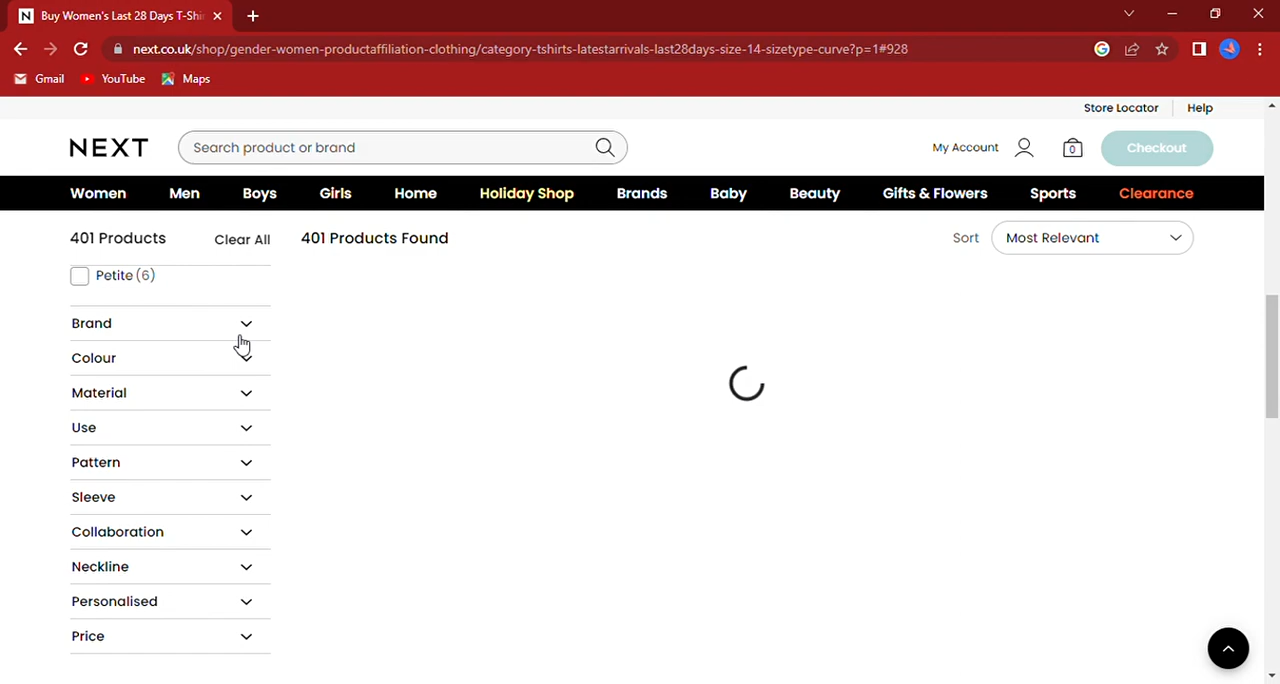 Buy Women's Last 28 Days T-Shi
Gmail YouTube Maps
next.co.uk/shop/gender-women-productaffiliation-clothing/category-tshirts-latestarrivals-last28days-size-14-sizetype-curve?p=1#928
Store Locator Help
NEXT Search product or brand My Account 0 Checkout
Women Men Boys Girls Home Holiday Shop Brands Baby Beauty Gifts & Flowers Sports Clearance
401 Products Clear All 401 Products Found Sort Most Relevant
Petite (6)
Brand
Colour
Material
Use
Pattern
Sleeve
Collaboration
Neckline
Personalised
Price